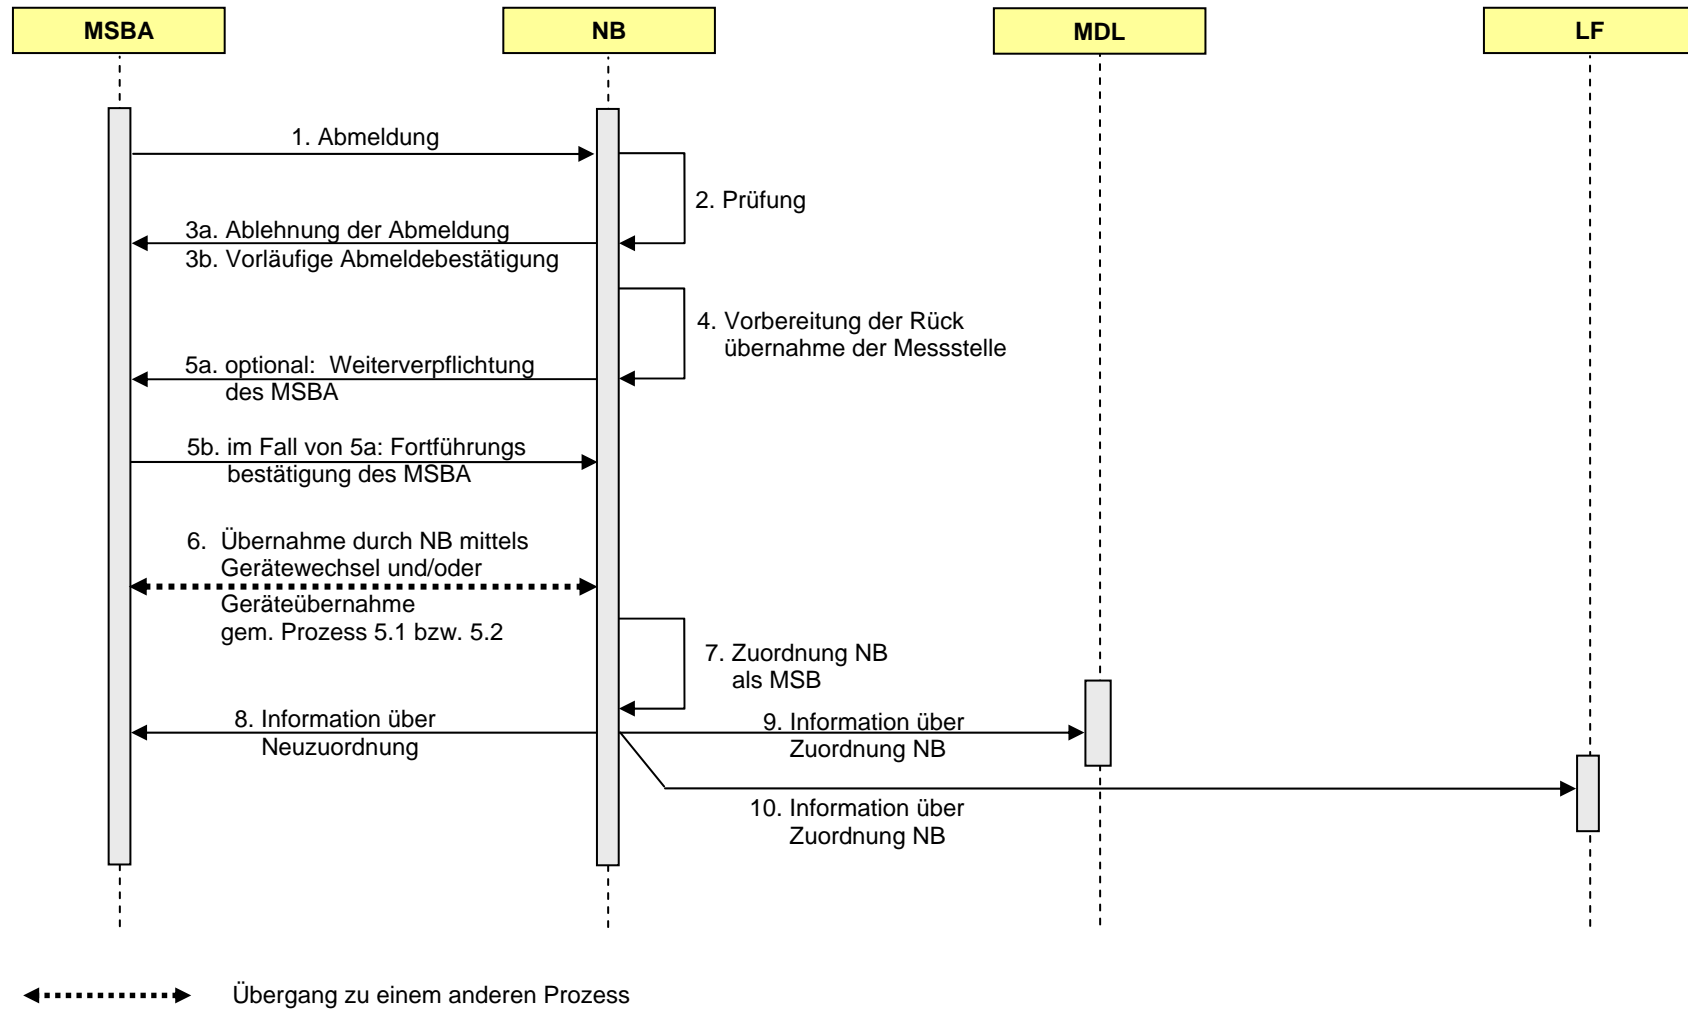 MSBA
NB
MDL
LF
1. Abmeldung
2. Prüfung
3a. Ablehnung der Abmeldung
3b. Vorläufige Abmeldebestätigung
4. Vorbereitung der Rück
übernahme der Messstelle
5a. optional: Weiterverpflichtung
des MSBA
5b. im Fall von 5a: Fortführungs
bestätigung des MSBA
6. Übernahme durch NB mittels
Gerätewechsel und/oder
Geräteübernahme
gem. Prozess 5.1 bzw. 5.2
7. Zuordnung NB
als MSB
8. Information über
Neuzuordnung
9. Information über
Zuordnung NB
10. Information über
Zuordnung NB
Übergang zu einem anderen Prozess